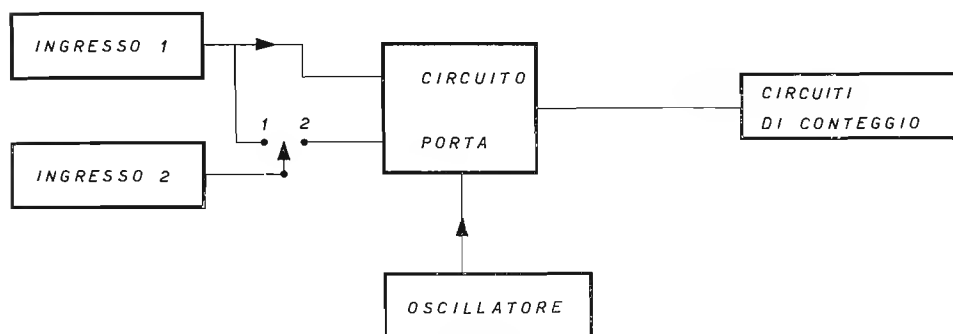 INGRESSO 1
CIRCUITO
PORTA
CIRCUITI
DI CONTEGGIO
1 2
INGRESSO 2
OSCILLATORE